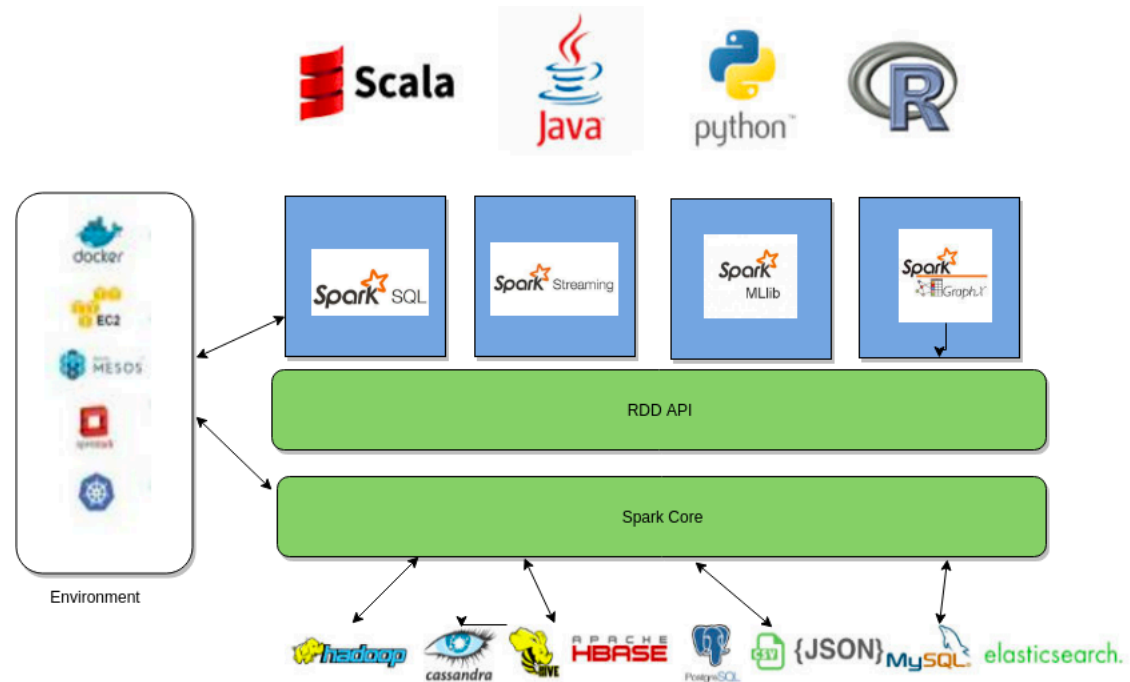 Scala
Java
python™
R
docker
EC2
MESOS
Spark SQL
Spark Streaming
Spark
MLlib
Spark
GraphX
RDD API
Spark Core
Environment
hadoop
cassandra
HIVE
APACHE
HBASE
PostgreSQL
CSV
{JSON}
MySQL®
elasticsearch.